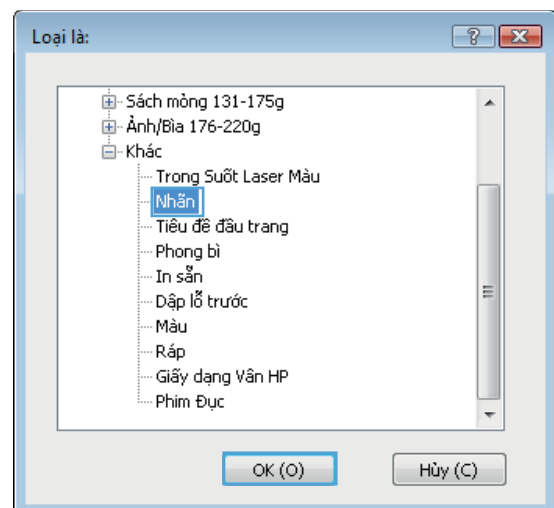 Loại là:
Sách mỏng 131-175g
Ảnh/Bìa 176-220g
Khác
Trong Suốt Laser Màu
Nhãn
Tiêu đề đầu trang
Phong bì
In sẵn
Dập lỗ trước
Màu
Ráp
Giấy dạng Vân HP
Phim Đục
OK (O)
Hủy (C)